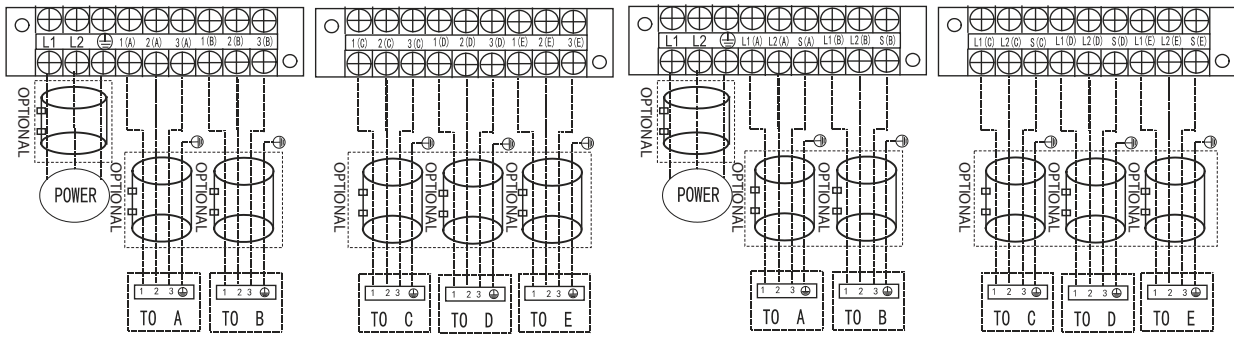 L1 L2 1(A) 2(A) 3(A) 1(B) 2(B) 3(B)
OPTIONAL
POWER
OPTIONAL
OPTIONAL
1 2 3
TO A
1 2 3
TO B
1(C) 2(C) 3(C) 1(D) 2(D) 3(D) 1(E) 2(E) 3(E)
OPTIONAL
OPTIONAL
OPTIONAL
1 2 3
TO C
1 2 3
TO D
1 2 3
TO E
L1 L2 L1(A) L2(A) S(A) L1(B) L2(B) S(B)
OPTIONAL
POWER
OPTIONAL
OPTIONAL
1 2 3
TO A
1 2 3
TO B
L1(C) L2(C) S(C) L1(D) L2(D) S(D) L1(E) L2(E) S(E)
OPTIONAL
OPTIONAL
OPTIONAL
1 2 3
TO C
1 2 3
TO D
1 2 3
TO E